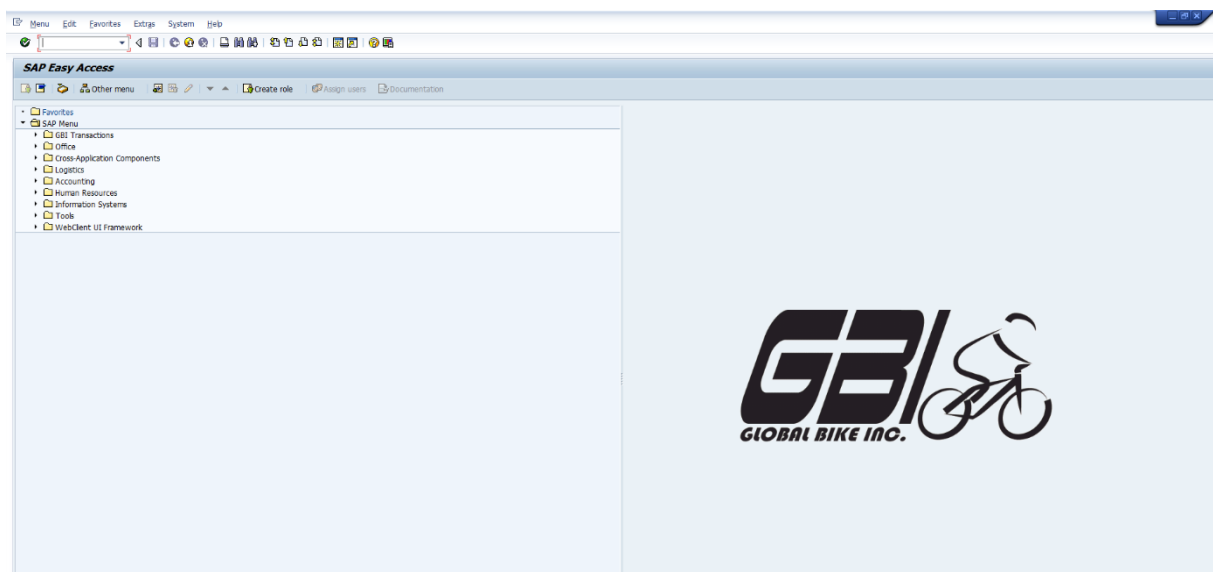 Menu Edit Favorites Extras System Help
SAP Easy Access
Other menu Create role Assign users Documentation
Favorites
SAP Menu
GBI Transactions
Office
Cross-Application Components
Logistics
Accounting
Human Resources
Information Systems
Tools
WebClient UI Framework
GBI
GLOBAL BIKE INC.